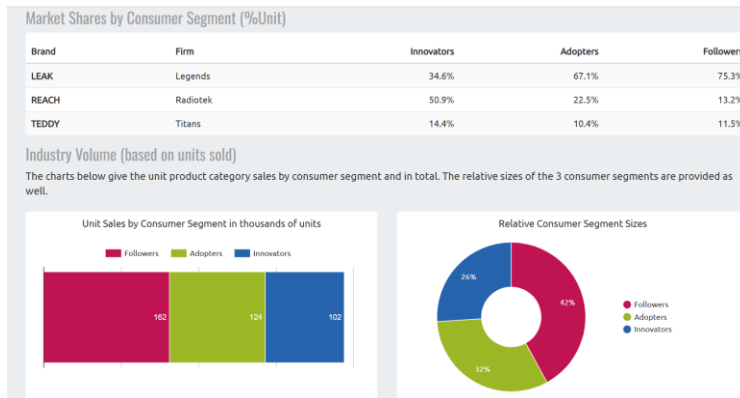 Market Shares by Consumer Segment (%Unit)
Brand Firm Innovators Adopters Followers
LEAK Legends 34.6% 67.1% 75.3%
REACH Radiotek 50.9% 22.5% 13.2%
TEDDY Titans 14.4% 10.4% 11.5%
Industry Volume (based on units sold)
The charts below give the unit product category sales by consumer segment and in total. The relative sizes of the 3 consumer segments are provided as
well.
Unit Sales by Consumer Segment in thousands of units
Followers Adopters Innovators
162 124 102
Relative Consumer Segment Sizes
26%
42%
32%
Followers
Adopters
Innovators